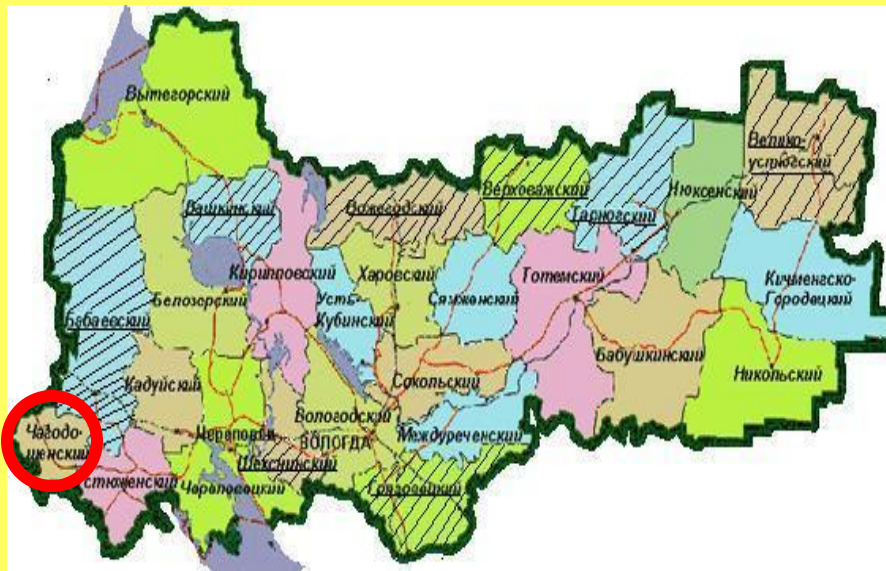 Вытегорский
Вашкинский
Вожегодский
Верховажский
Тарногский
Нюксенский
Велико-
устюгский
Кирилловский
Харовский
Белозерский
Усть-
Кубинский
Сямженский
Тотемский
Кичменгско-
Городецкий
Бабаевский
Бабушкинский
Никольский
Кадуйский
Сокольский
Вологодский
ВОЛОГДА
Междуреченский
Чагодо-
щенский
Череповец
Шекснинский
стюженский
Череповецкий
Грязовецкий